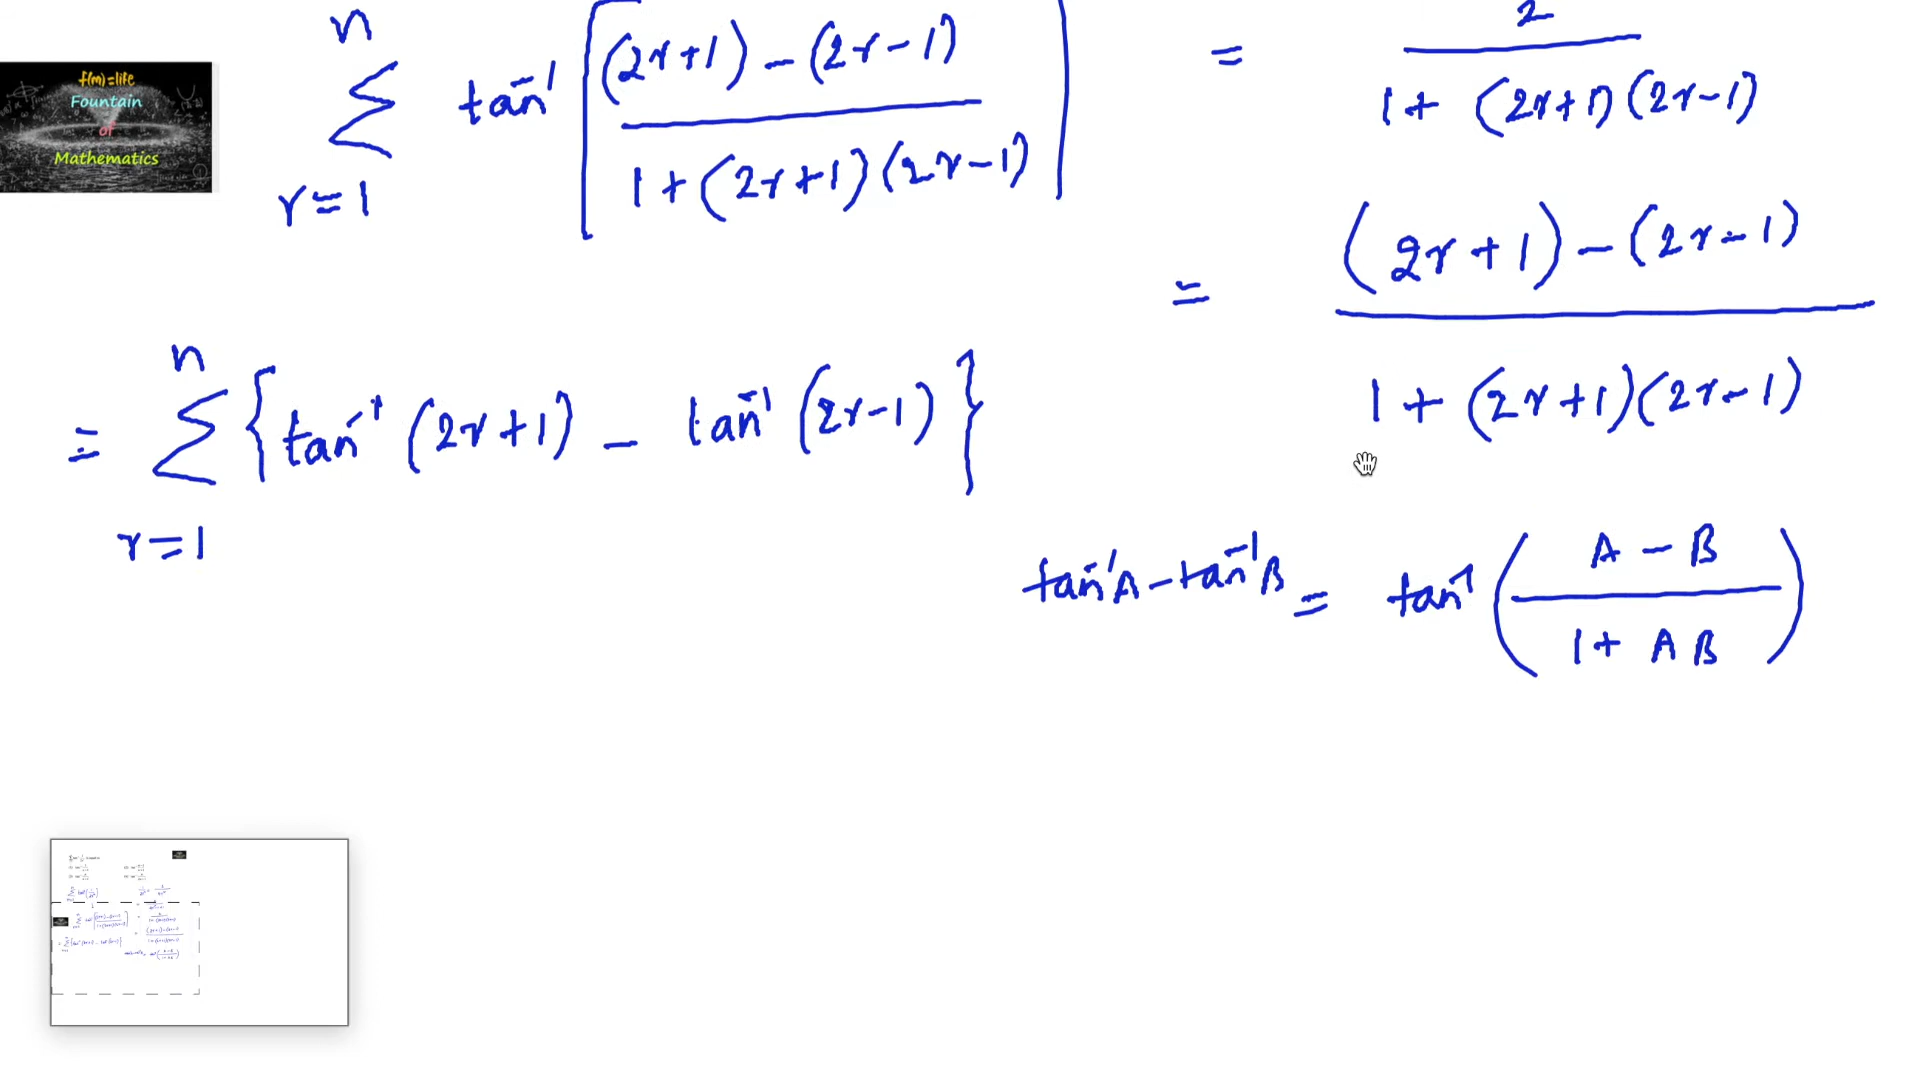 f(m)=life
Fountain
of
Mathematics
n
∑ tan⁻¹ [ (2r+1) – (2r–1) / 1+(2r+1)(2r–1) ]
r=1
= 2 / 1+ (2r+1)(2r–1)
= (2r+1) – (2r–1) / 1+ (2r+1)(2r–1)
n
= ∑ { tan⁻¹ (2r+1) – tan⁻¹ (2r–1) }
r=1
tan⁻¹A – tan⁻¹B = tan⁻¹ ( A – B / 1+ AB )